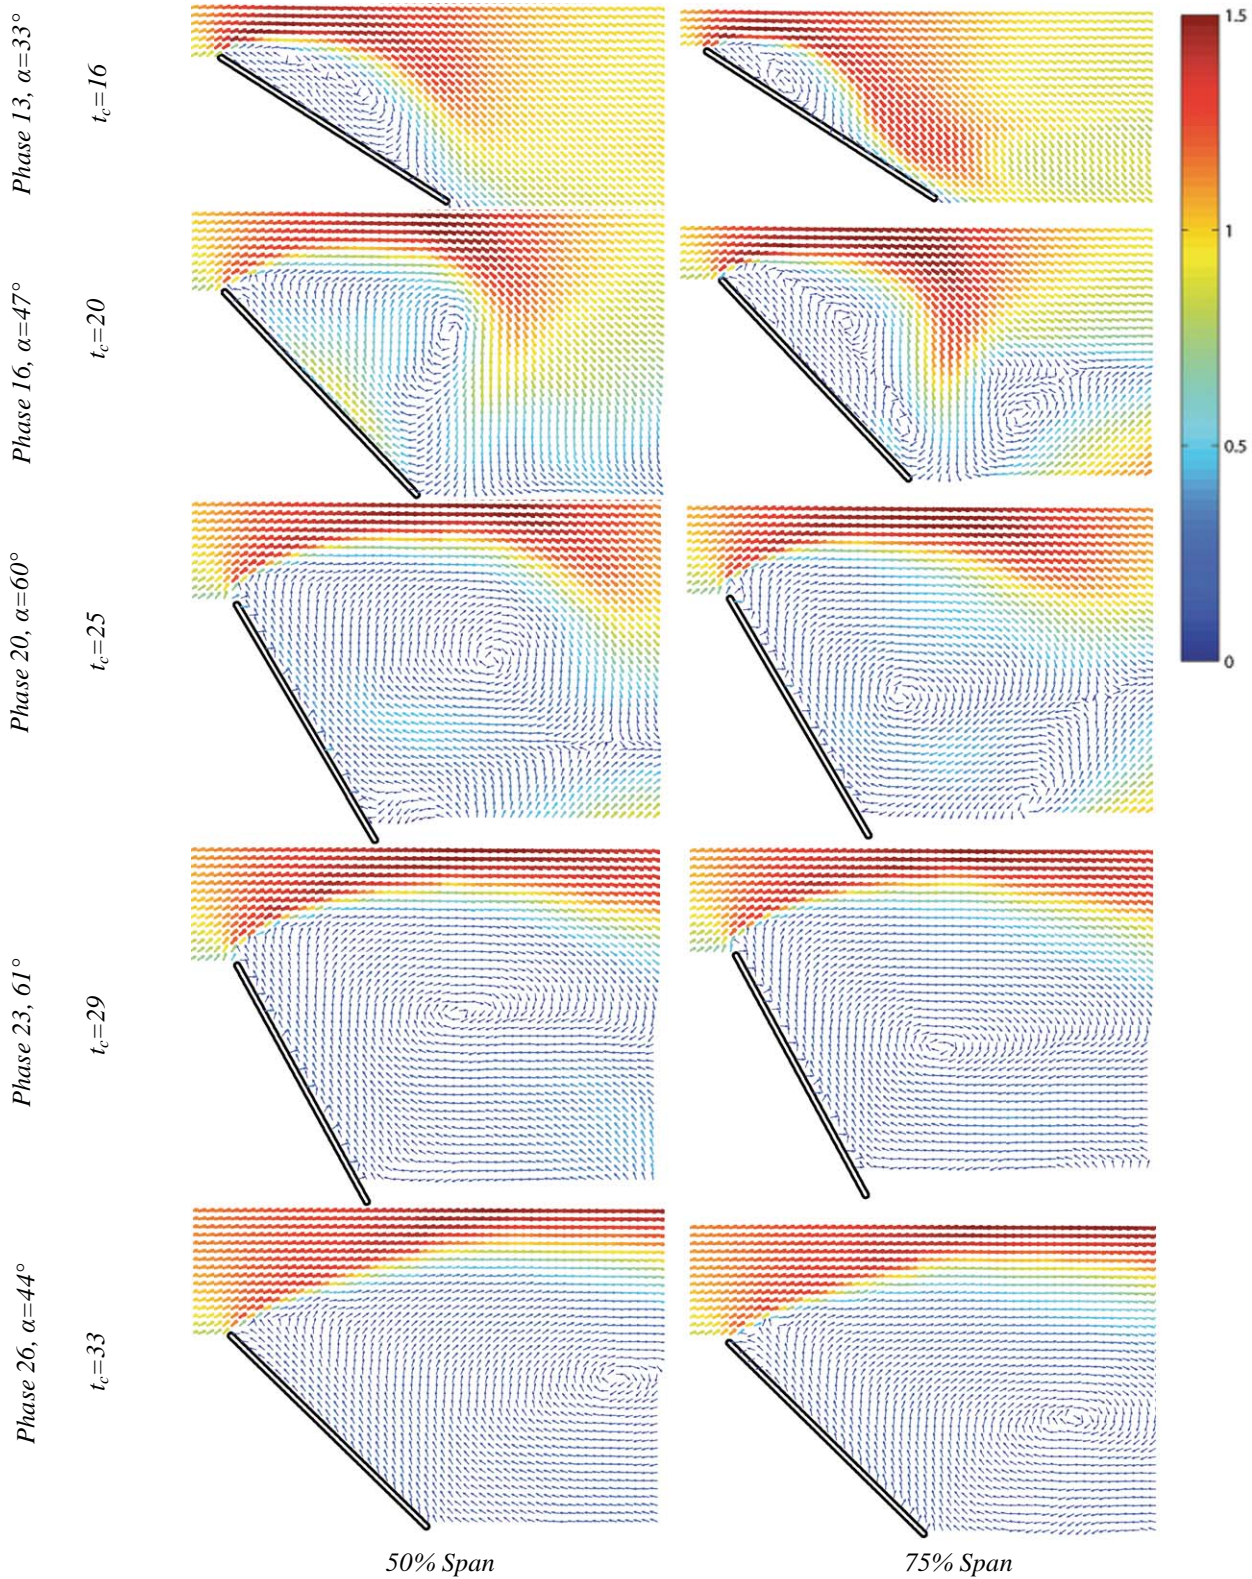 Phase 13, α=33°
t_c=16
1.5
1
Phase 16, α=47°
t_c=20
0.5
Phase 20, α=60°
t_c=25
0
Phase 23, 61°
t_c=29
Phase 26, α=44°
t_c=33
50% Span
75% Span